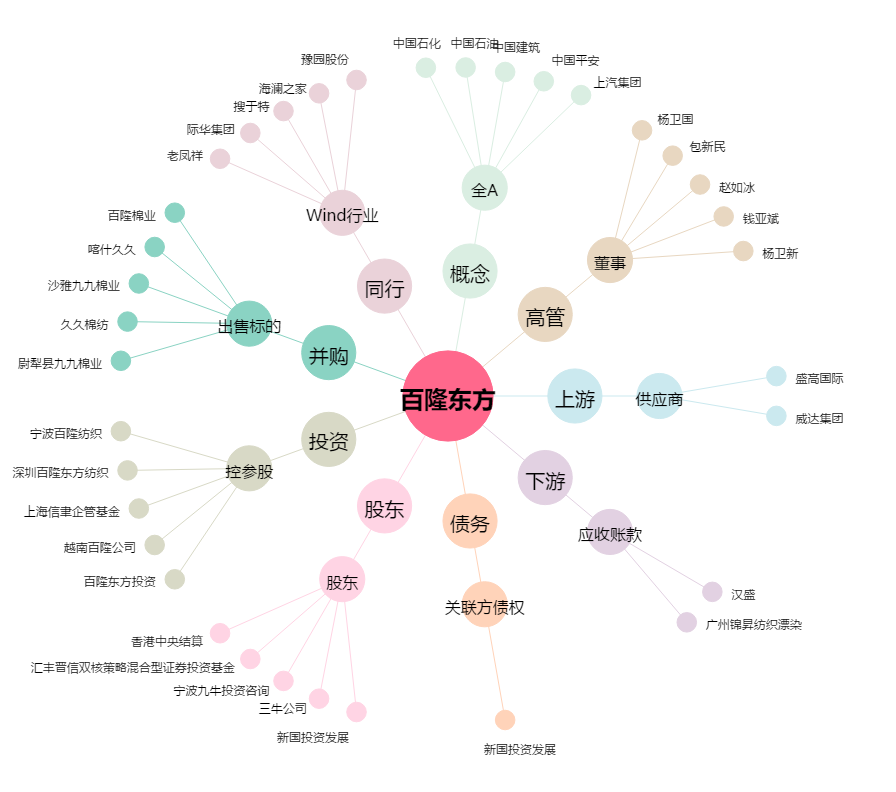 中国石化
中国石油
中国建筑
豫园股份
中国平安
上汽集团
海澜之家
搜于特
杨卫国
际华集团
包新民
老凤祥
赵如冰
全A
百隆棉业
Wind行业
钱亚斌
喀什久久
杨卫新
董事
概念
沙雅九九棉业
同行
高管
久久棉纺
出售标的
并购
尉犁县九九棉业
盛高国际
百隆东方
上游
供应商
威达集团
宁波百隆纺织
投资
深圳百隆东方纺织
控参股
下游
上海信聿企管基金
股东
债务
应收账款
越南百隆公司
百隆东方投资
股东
汉盛
关联方债权
广州锦昇纺织漂染
香港中央结算
汇丰晋信双核策略混合型证券投资基金
宁波九牛投资咨询
三牛公司
新国投资发展
新国投资发展